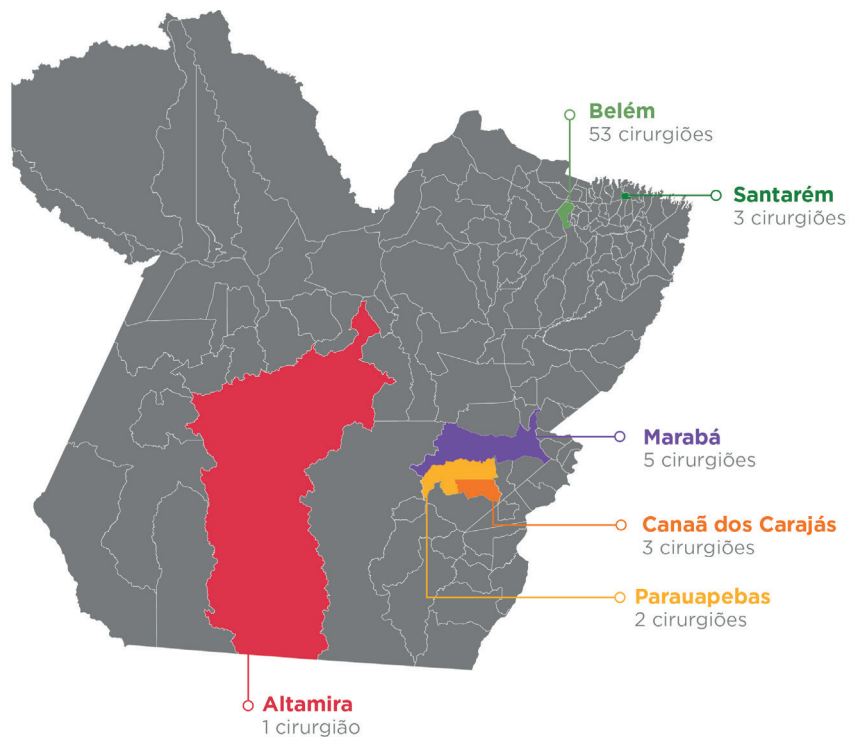 Belém
53 cirurgiões
Santarém
3 cirurgiões
Marabá
5 cirurgiões
Canaã dos Carajás
3 cirurgiões
Parauapebas
2 cirurgiões
Altamira
1 cirurgião